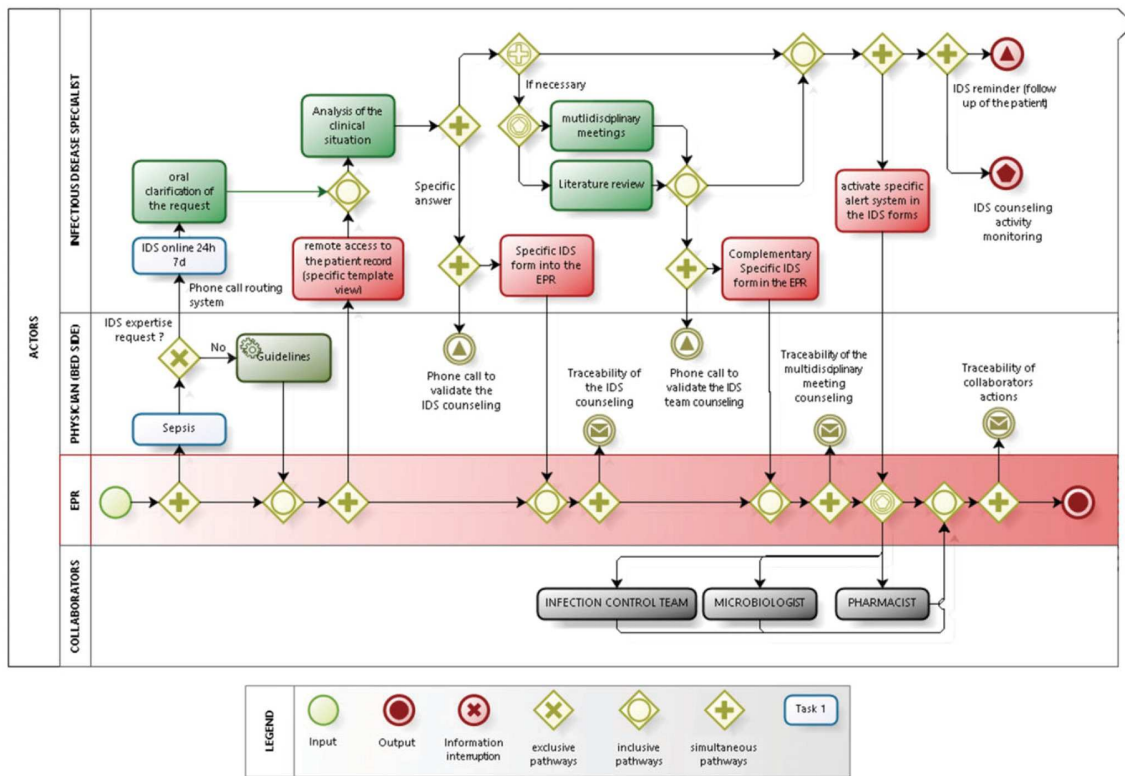 ACTORS
INFECTIOUS DISEASE SPECIALIST
If necessary
IDS reminder (follow
up of the patient)
Analysis of the
clinical
situation
mutlidisciplinary
meetings
Literature review
oral
clarification of
the request
Specific
answer
activate specific
alert system in
the IDS forms
IDS counseling
activity
monitoring
IDS online 24h
7d
remote access to
the patient record
(specific template
view)
Specific IDS
form into the
EPR
Complementary
Specific IDS
form in the EPR
Phone call routing
system
PHYSICIAN (BED SIDE)
IDS expertise
request ?
No
Guidelines
Sepsis
Phone call to
validate the
IDS counseling
Traceability of
the IDS
counseling
Phone call to
validate the IDS
team counseling
Traceability of the
multidisciplinary
meeting
counseling
Traceability of
collaborators
actions
EPR
COLLABORATORS
INFECTION CONTROL TEAM
MICROBIOLOGIST
PHARMACIST
LEGEND
Input
Output
Information
interruption
exclusive
pathways
inclusive
pathways
simultaneous
pathways
Task 1